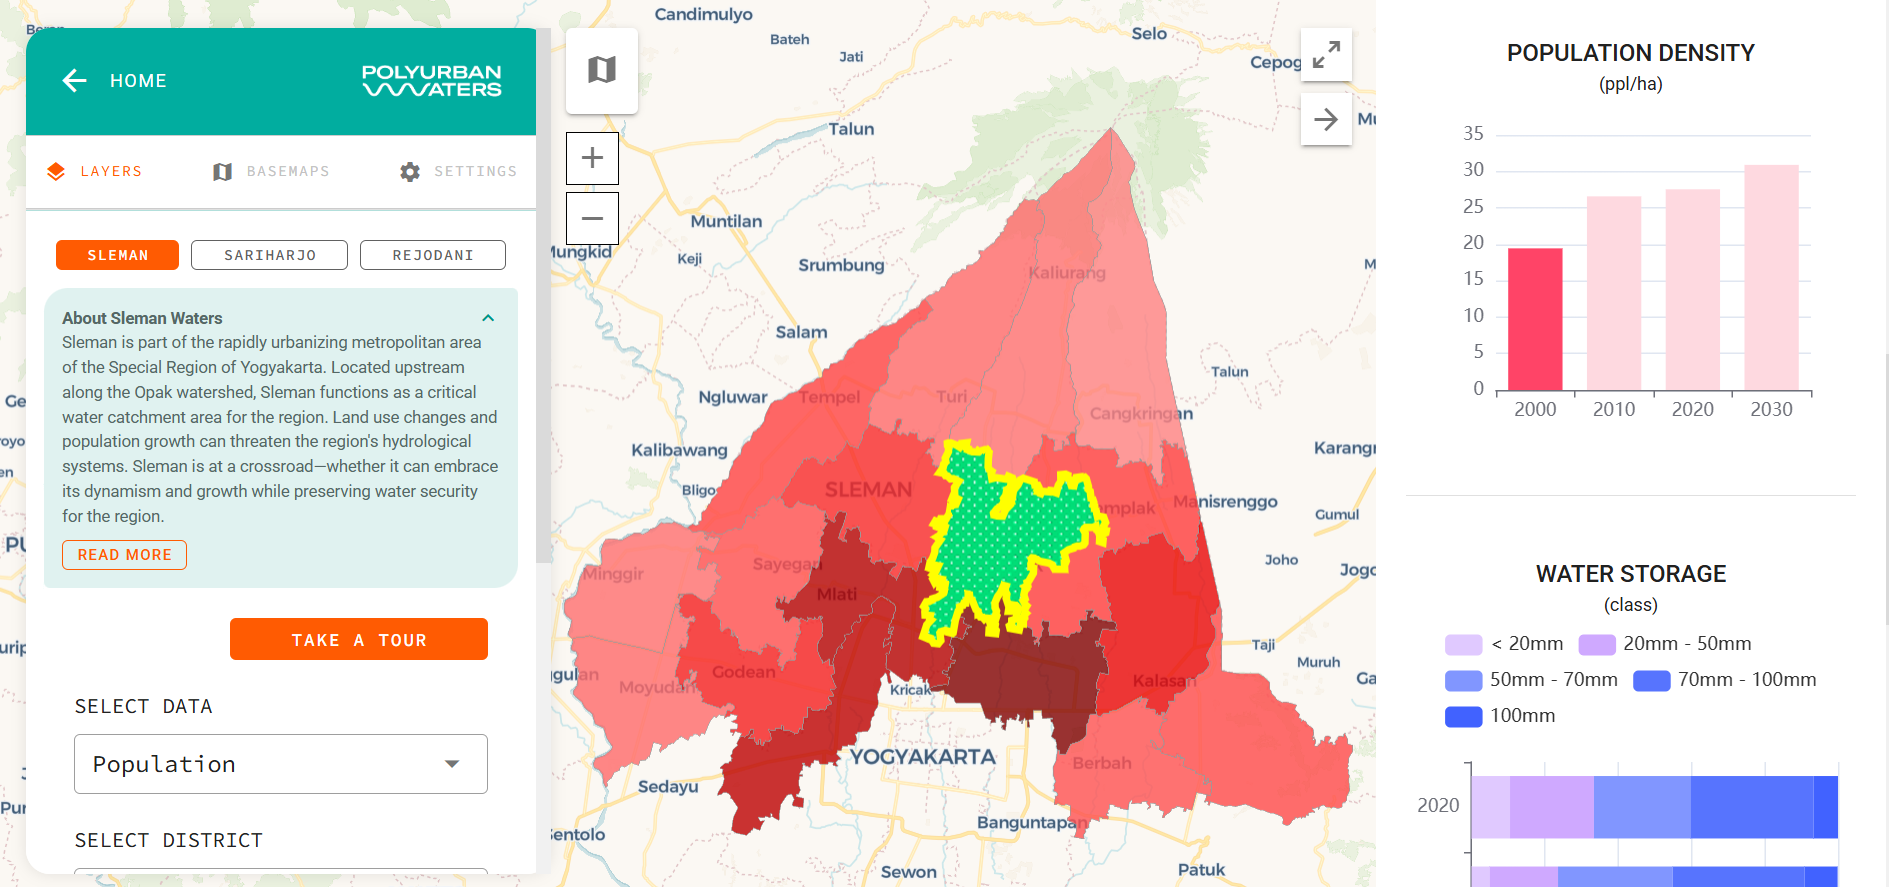 HOME
POLYURBAN
WATERS
LAYERS
BASEMAPS
SETTINGS
SLEMAN
SARIHARJO
REJODANI
About Sleman Waters
Sleman is part of the rapidly urbanizing metropolitan area
of the Special Region of Yogyakarta. Located upstream
along the Opak watershed, Sleman functions as a critical
water catchment area for the region. Land use changes and
population growth can threaten the region's hydrological
systems. Sleman is at a crossroad—whether it can embrace
its dynamism and growth while preserving water security
for the region.
READ MORE
TAKE A TOUR
SELECT DATA
Population
SELECT DISTRICT
Candimulyo
Bateh
Jati
Selo
Talun
Muntilan
Keji
Srumbung
Kaliurang
Salam
Talun
Ngluwar
Tempel
Turi
Cangkringan
Kalibawang
SLEMAN
Manisrenggo
Gumul
Joho
Sayegan
Minggir
Mlati
Taji
Muruh
Godean
Moyudan
Kricak
Kalasan
YOGYAKARTA
Berbah
Sedayu
Banguntapan
Sewon
Patuk
POPULATION DENSITY
(ppl/ha)
35
30
25
20
15
10
5
0
2000 2010 2020 2030
WATER STORAGE
(class)
< 20mm 20mm - 50mm
50mm - 70mm 70mm - 100mm
100mm
2020